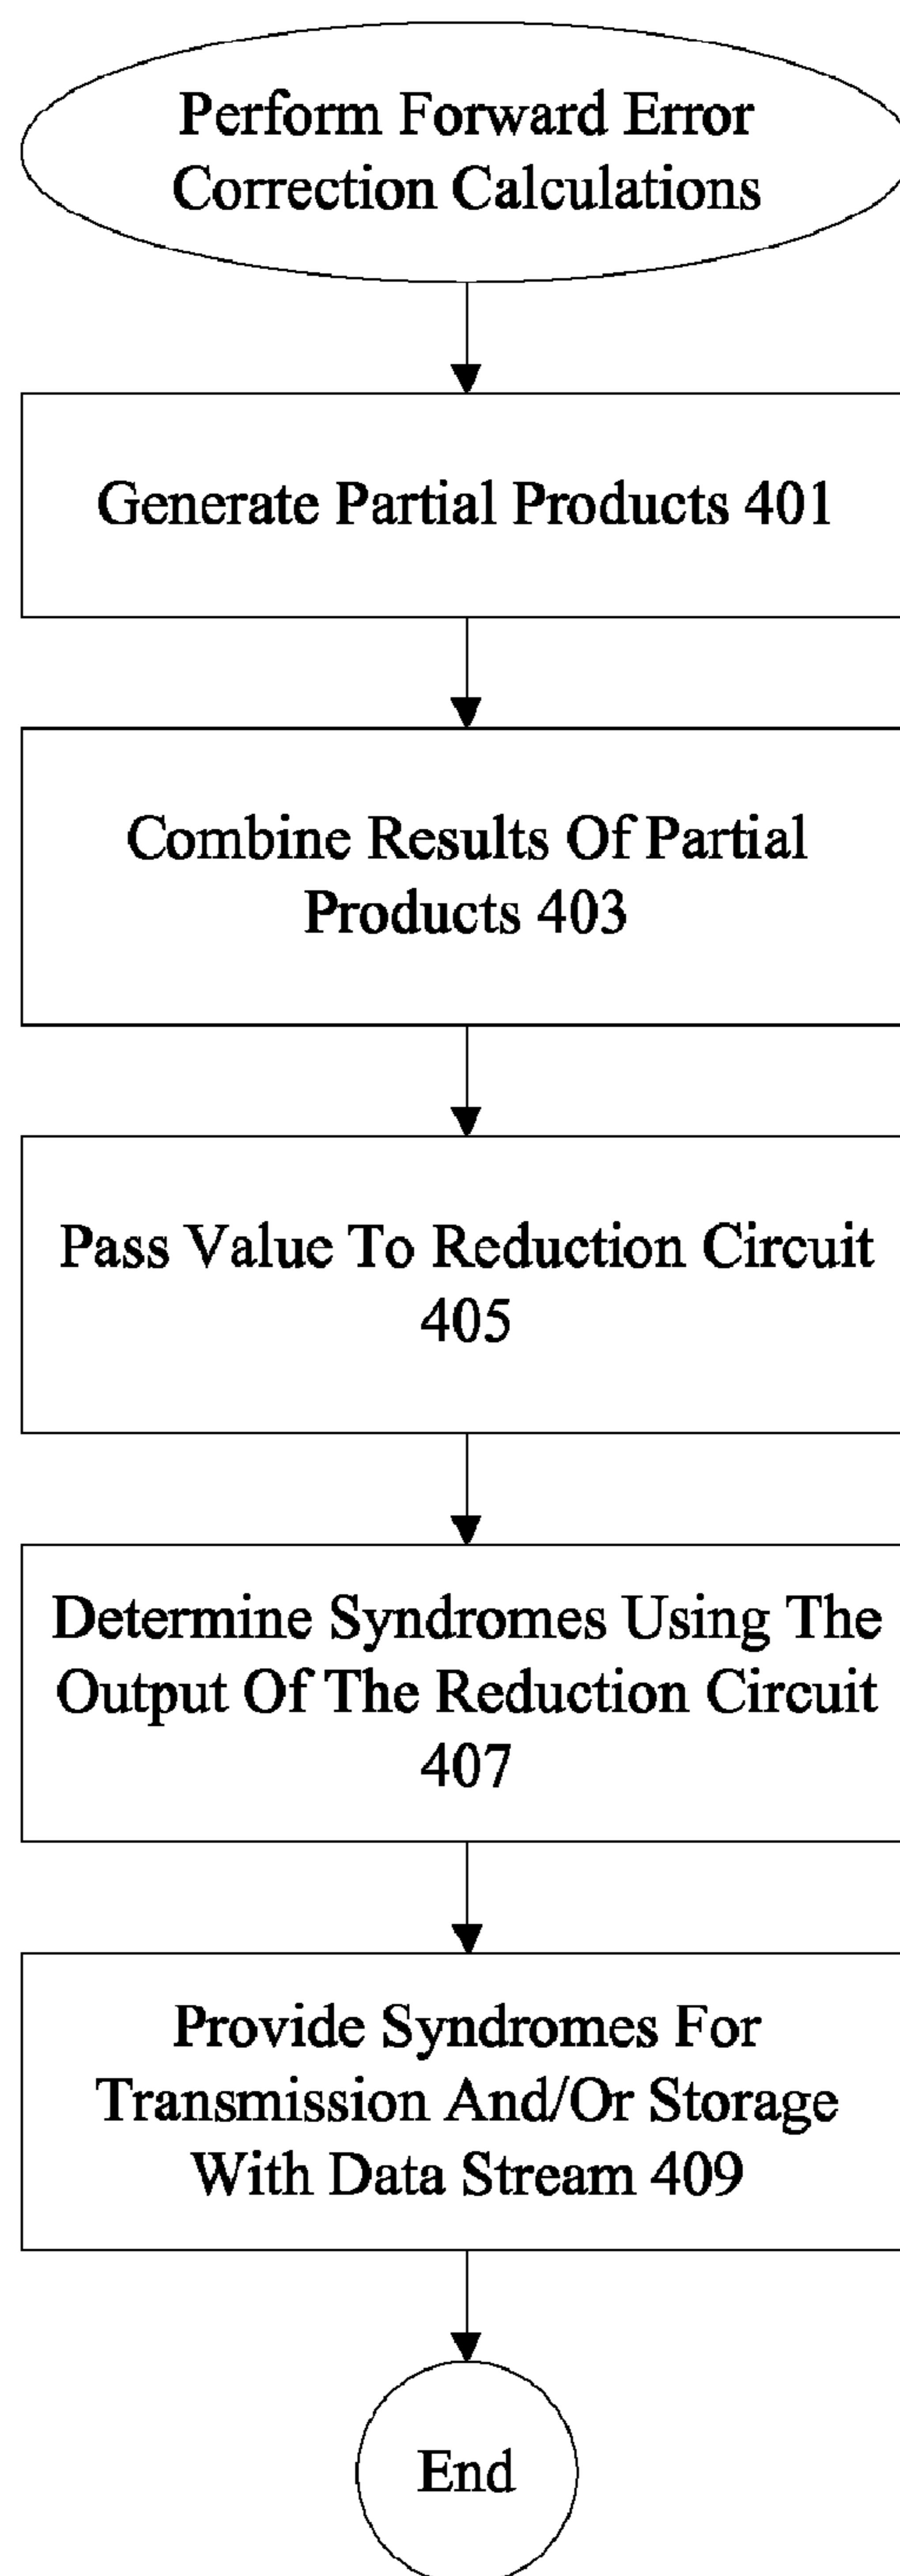 Perform Forward Error
Correction Calculations
Generate Partial Products 401
Combine Results Of Partial
Products 403
Pass Value To Reduction Circuit
405
Determine Syndromes Using The
Output Of The Reduction Circuit
407
Provide Syndromes For
Transmission And/Or Storage
With Data Stream 409
End